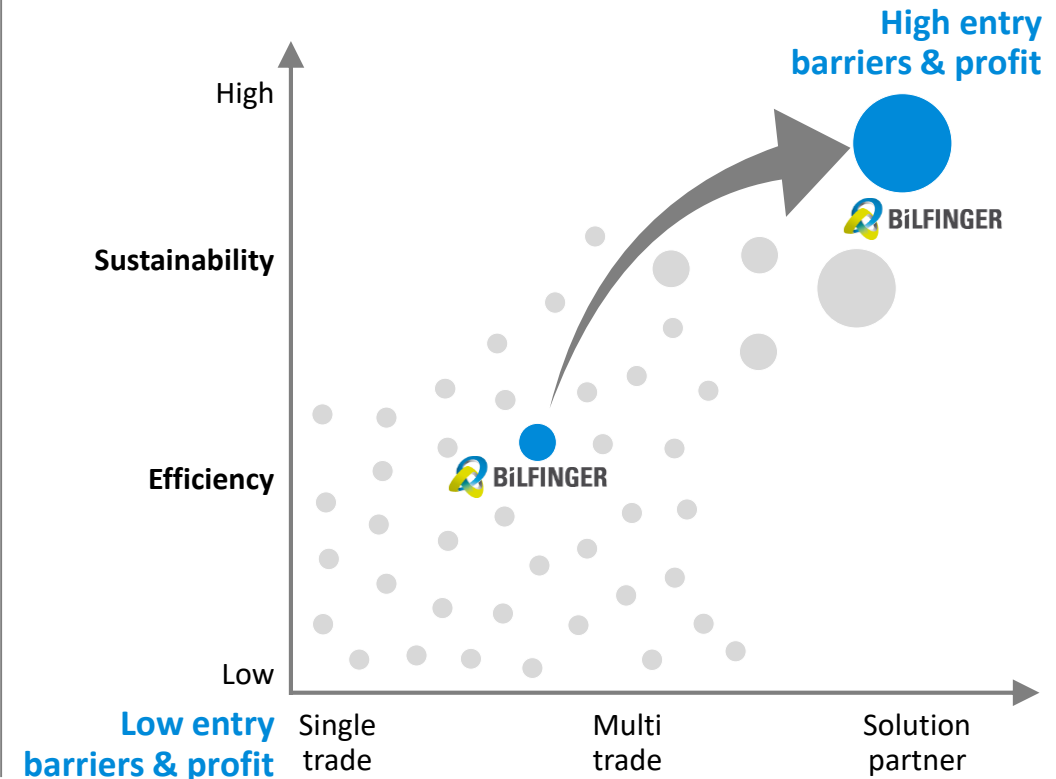 High entry
barriers & profit
High
BiLFINGER
Sustainability
Efficiency
BiLFINGER
Low
Low entry
barriers & profit
Single
trade
Multi
trade
Solution
partner